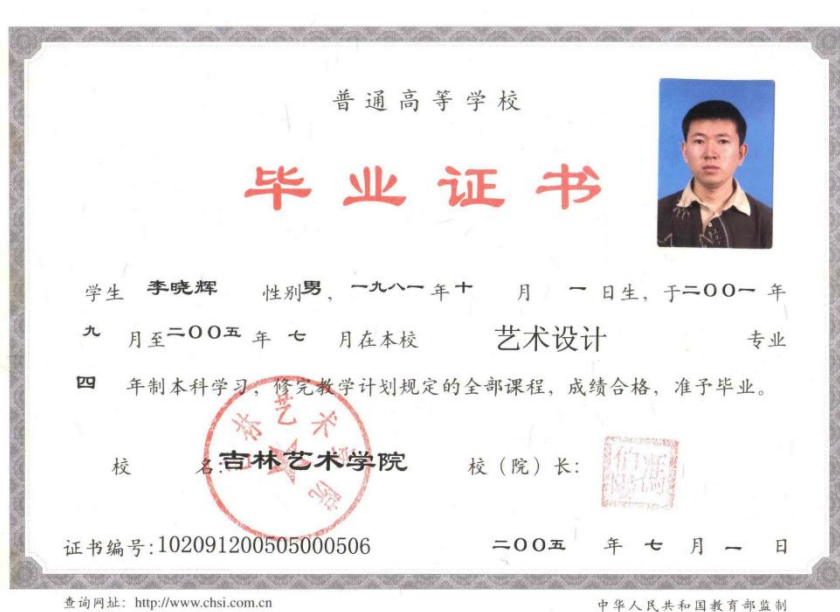 普通高等学校
毕业证书
学生 李晓辉 性别男，一九八一年十 月 一 日生，于二〇〇一 年
九 月至二〇〇五 年 七 月在本校 艺术设计 专业
四 年制本科学习，修完教学计划规定的全部课程，成绩合格，准予毕业。
校 名:吉林艺术学院 校（院）长:
吉林艺术学院
证书编号:102091200505000506 二〇〇五 年 七 月 一 日
查询网址：http://www.chsi.com.cn 中华人民共和国教育部监制